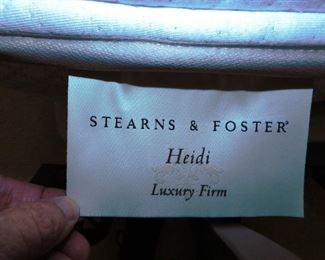 STEARNS & FOSTER®
Heidi
Luxury Firm